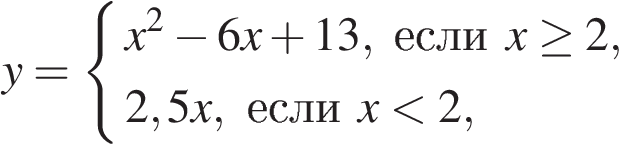 y = { x² − 6x + 13, если x ≥ 2,
2,5x, если x < 2,